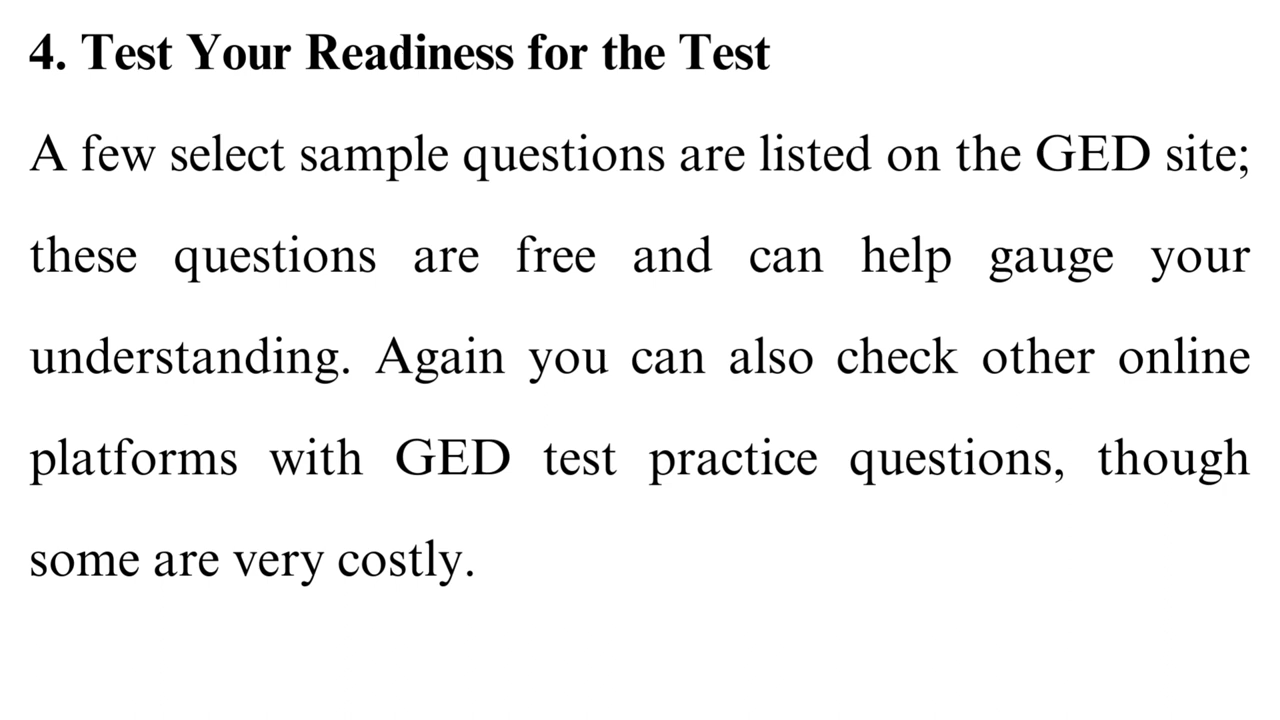 4. Test Your Readiness for the Test
A few select sample questions are listed on the GED site;
these questions are free and can help gauge your
understanding. Again you can also check other online
platforms with GED test practice questions, though
some are very costly.